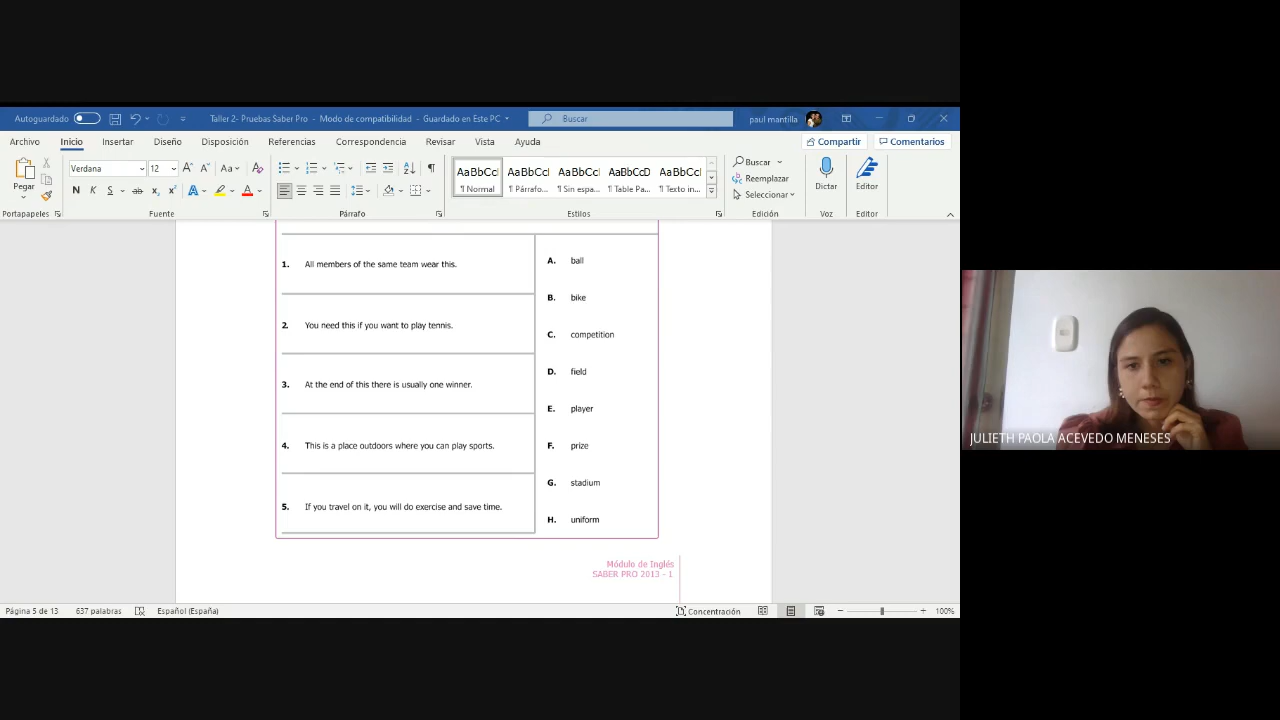 Autoguardado
Taller 2- Pruebas Saber Pro - Modo de compatibilidad - Guardado en Este PC
Buscar
paul mantilla
Archivo Inicio Insertar Diseño Disposición Referencias Correspondencia Revisar Vista Ayuda
Compartir Comentarios
Pegar
Verdana 12 A A Aa
N K S ab x₂ x² A A
AaBbCcI AaBbCcI AaBbCcI AaBbCcD AaBbCcI
¶ Normal ¶ Párrafo... ¶ Sin espa... ¶ Table Pa... ¶ Texto in...
Buscar
Reemplazar
Seleccionar
Dictar
Editor
Portapapeles Fuente Párrafo Estilos Edición Voz Editor
1. All members of the same team wear this.
2. You need this if you want to play tennis.
3. At the end of this there is usually one winner.
4. This is a place outdoors where you can play sports.
5. If you travel on it, you will do exercise and save time.
A. ball
B. bike
C. competition
D. field
E. player
F. prize
G. stadium
H. uniform
Módulo de Inglés
SABER PRO 2013 - 1
Página 5 de 13 637 palabras Español (España)
Concentración 100%
JULIETH PAOLA ACEVEDO MENESES